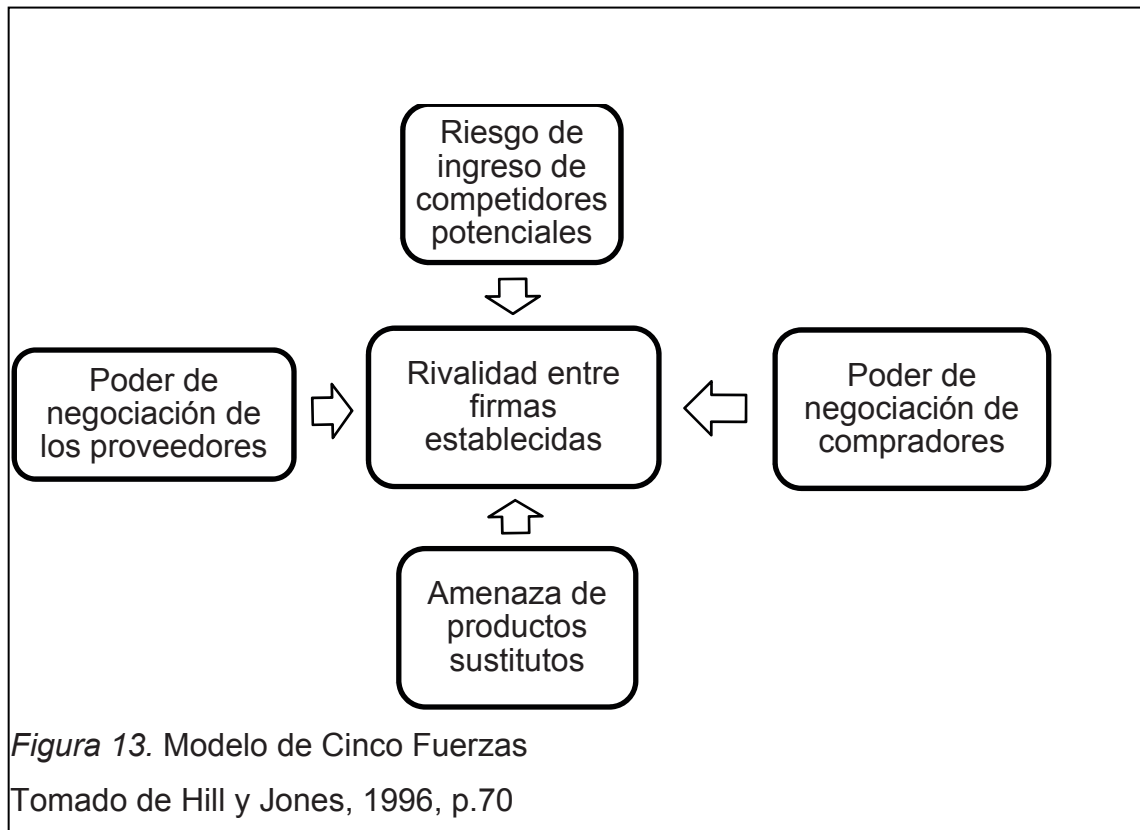 Riesgo de
ingreso de
competidores
potenciales
Poder de
negociación de
los proveedores
Rivalidad entre
firmas
establecidas
Poder de
negociación de
compradores
Amenaza de
productos
sustitutos
Figura 13. Modelo de Cinco Fuerzas
Tomado de Hill y Jones, 1996, p.70